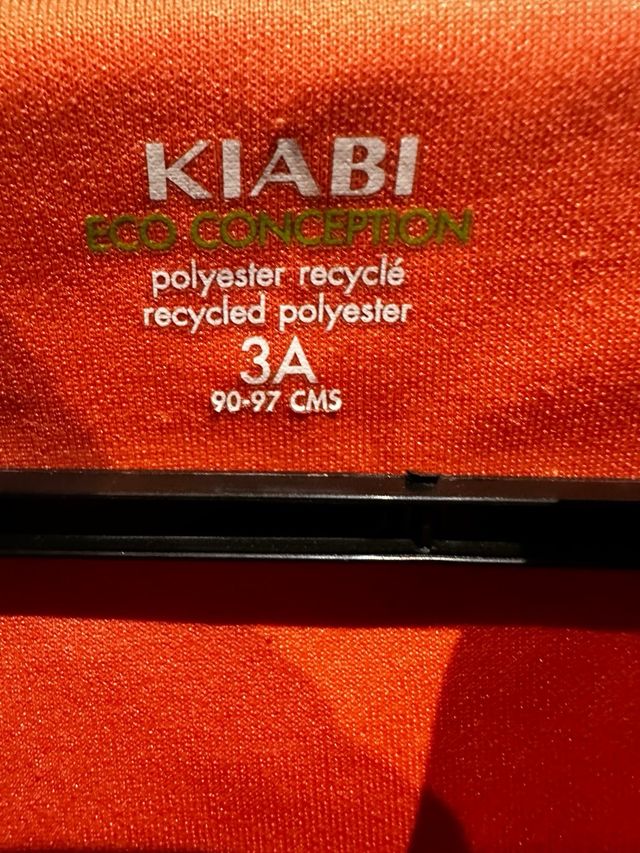 KIABI
ECO CONCEPTION
polyester recyclé
recycled polyester
3A
90-97 CMS